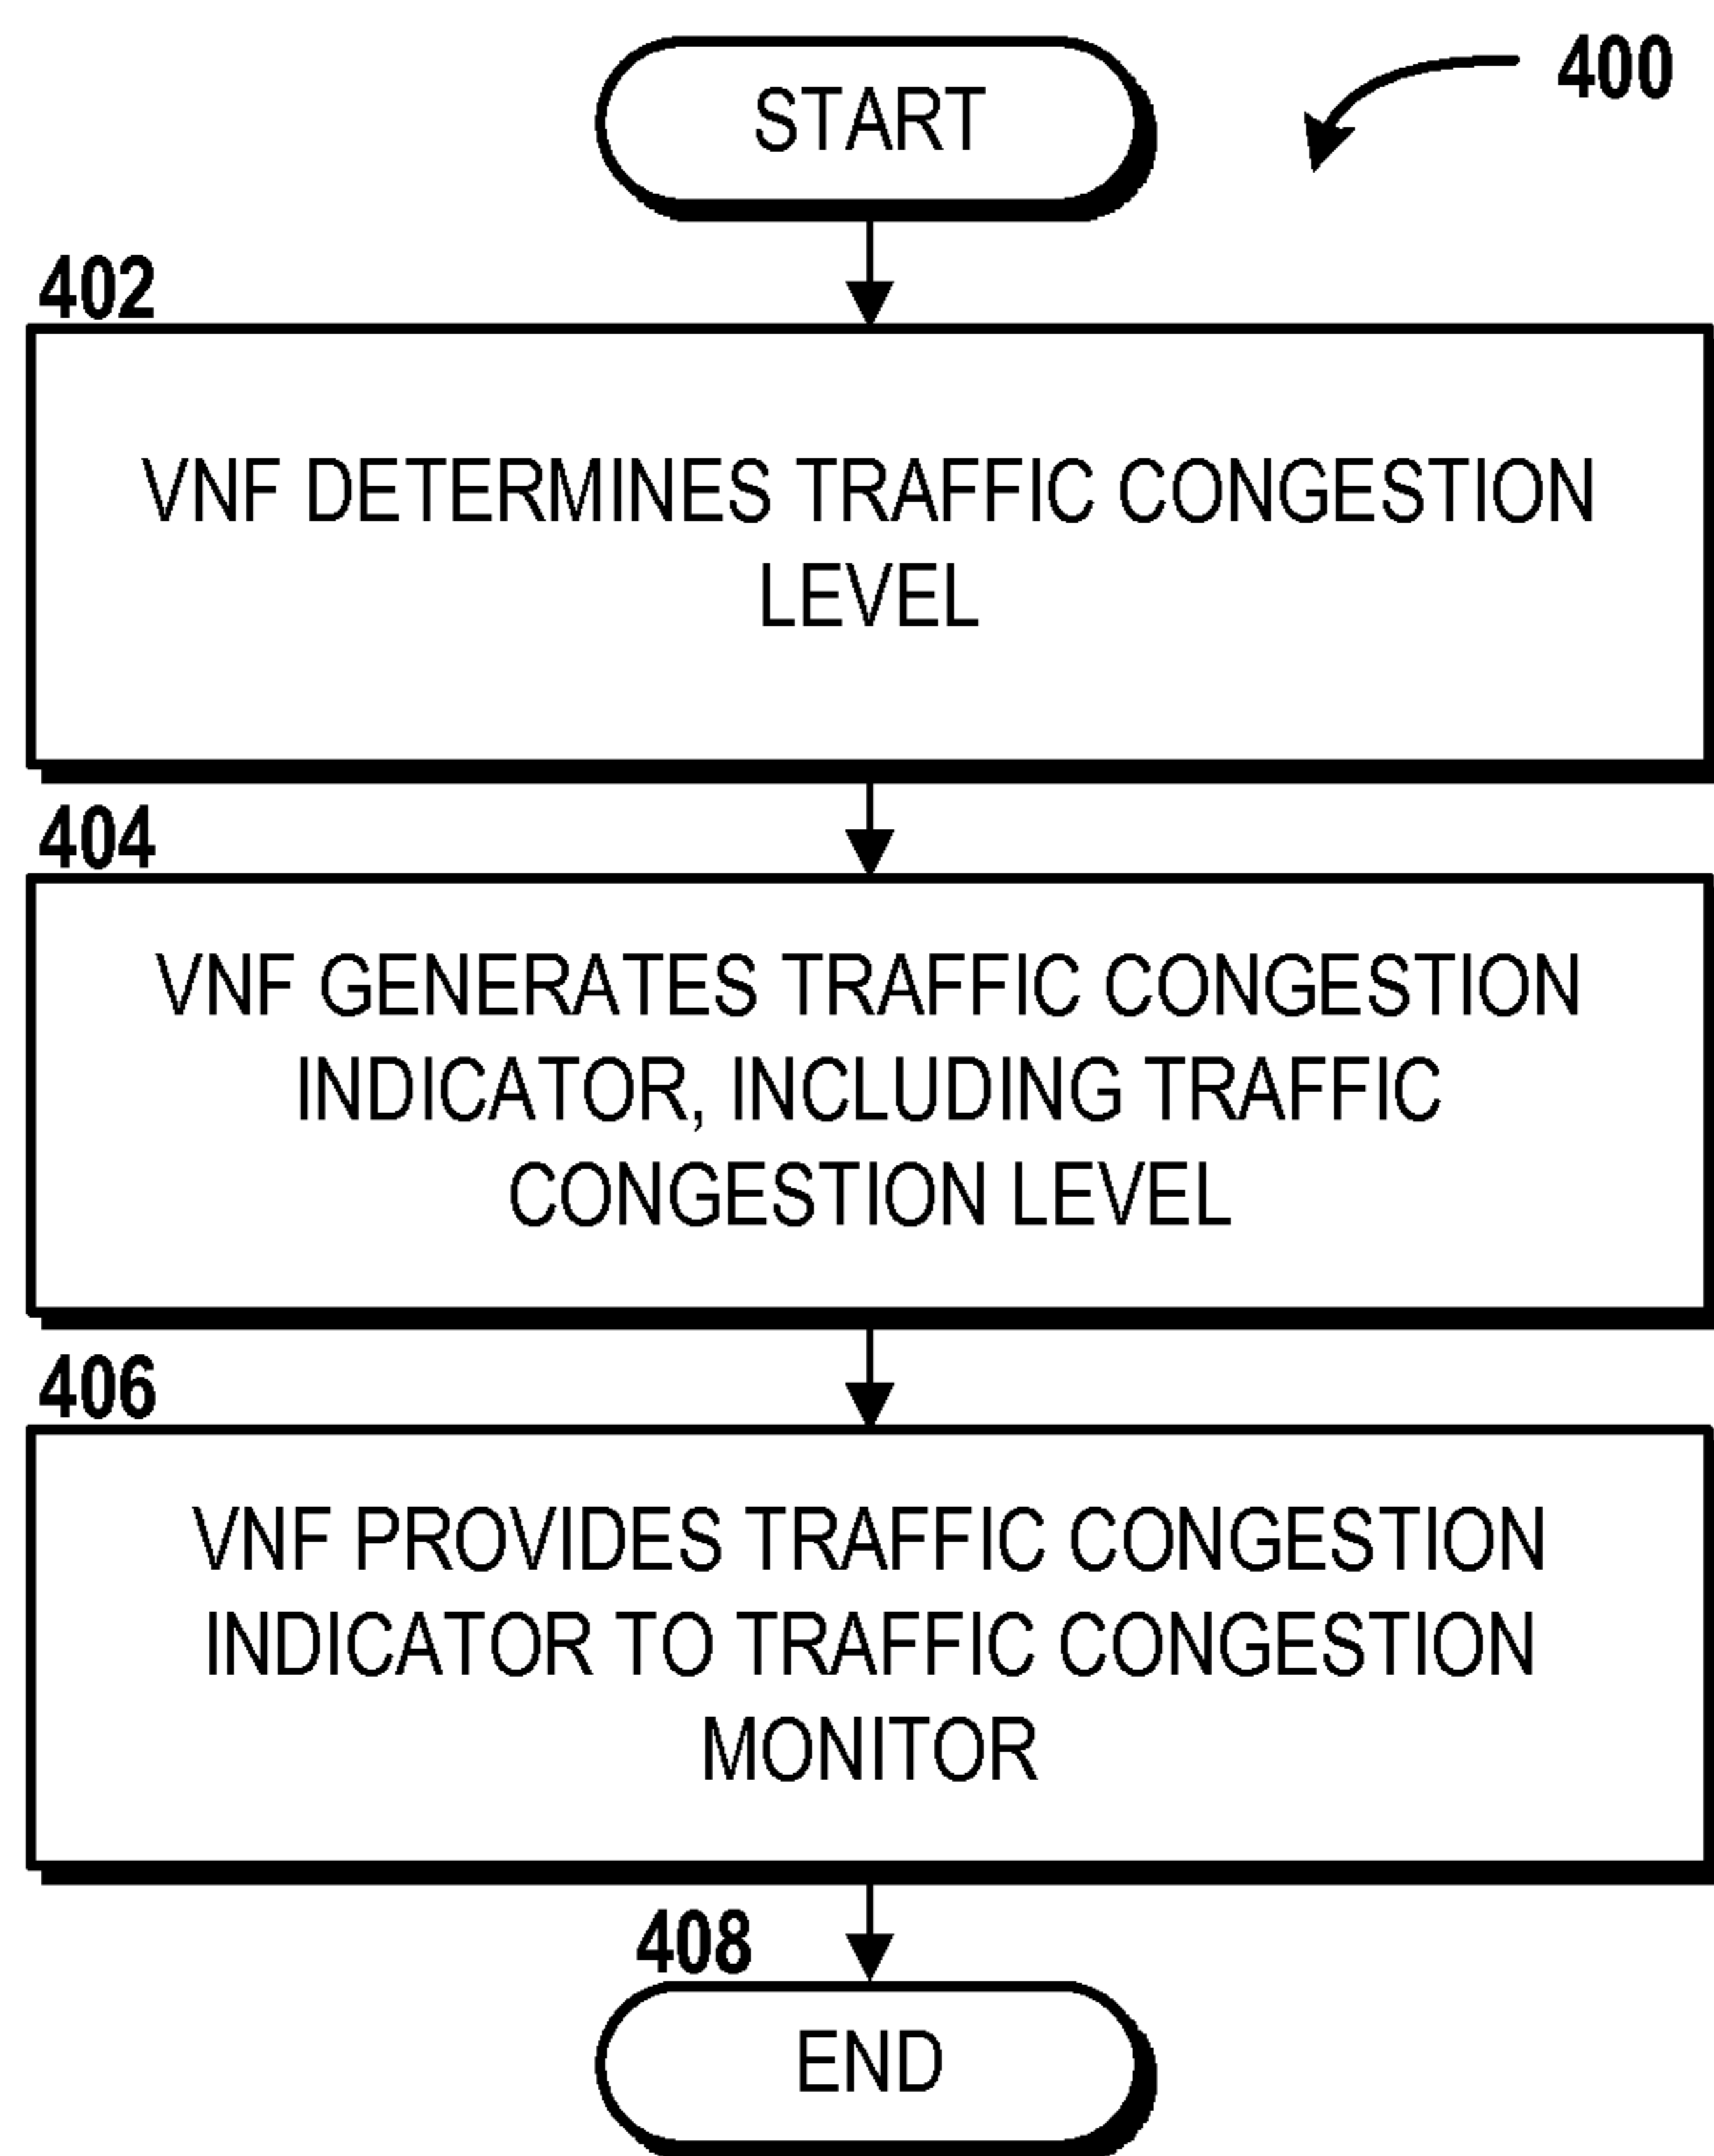 START
400
402
VNF DETERMINES TRAFFIC CONGESTION
LEVEL
404
VNF GENERATES TRAFFIC CONGESTION
INDICATOR, INCLUDING TRAFFIC
CONGESTION LEVEL
406
VNF PROVIDES TRAFFIC CONGESTION
INDICATOR TO TRAFFIC CONGESTION
MONITOR
408
END